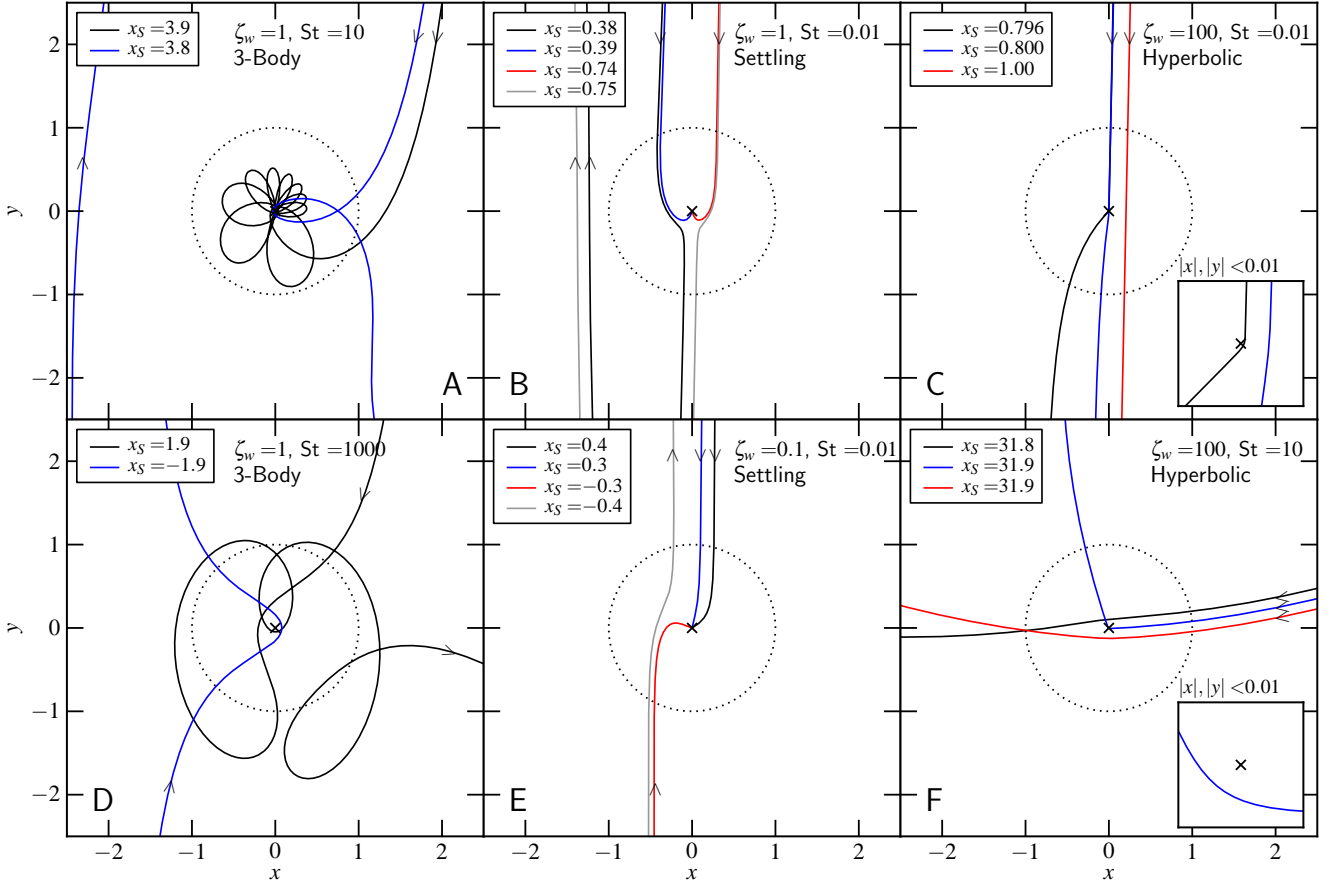 x_S = 3.9
x_S = 3.8
ζ_w = 1, St = 10
3-Body
A
x_S = 0.38
x_S = 0.39
x_S = 0.74
x_S = 0.75
ζ_w = 1, St = 0.01
Settling
B
x_S = 0.796
x_S = 0.800
x_S = 1.00
ζ_w = 100, St = 0.01
Hyperbolic
|x|, |y| < 0.01
C
2
1
0
−1
−2
y
x_S = 1.9
x_S = −1.9
ζ_w = 1, St = 1000
3-Body
D
x_S = 0.4
x_S = 0.3
x_S = −0.3
x_S = −0.4
ζ_w = 0.1, St = 0.01
Settling
E
x_S = 31.8
x_S = 31.9
x_S = 31.9
ζ_w = 100, St = 10
Hyperbolic
|x|, |y| < 0.01
F
2
1
0
−1
−2
y
−2 −1 0 1 2
x
−2 −1 0 1 2
x
−2 −1 0 1 2
x